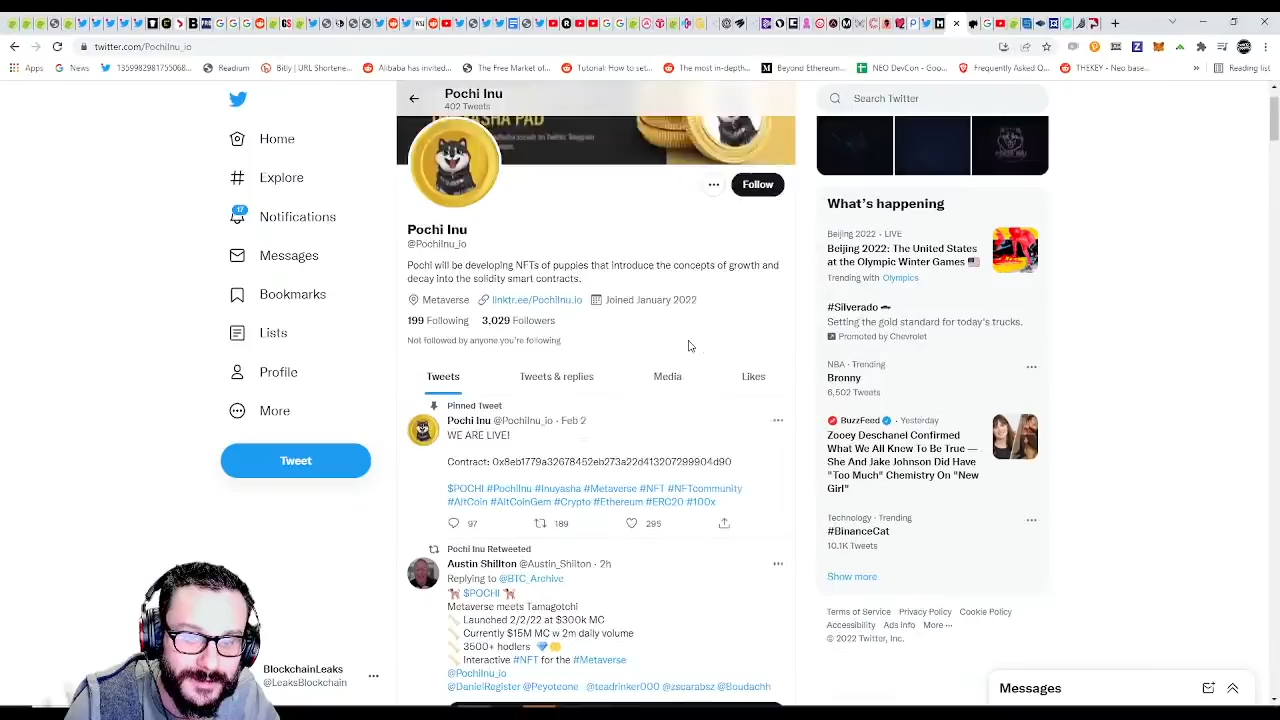 twitter.com/PochiInu_io
Apps
News
1359982981755068...
Readium
Bitly | URL Shortene...
Alibaba has invited...
The Free Market of...
Tutorial: How to set...
The most in-depth...
Beyond Ethereum...
NEO DevCon - Goo...
Frequently Asked Q...
THEKEY - Neo base...
»
Reading list
Pochi Inu
402 Tweets
Search Twitter
Home
Explore
17
Notifications
Messages
Bookmarks
Lists
Profile
More
Tweet
BlockchainLeaks
@LeaksBlockchain
Follow
Pochi Inu
@PochiInu_io
Pochi will be developing NFTs of puppies that introduce the concepts of growth and
decay into the solidity smart contracts.
Metaverse linktr.ee/PochiInu.io Joined January 2022
199 Following 3,029 Followers
Not followed by anyone you're following
Tweets Tweets & replies Media Likes
Pinned Tweet
Pochi Inu @PochiInu_io · Feb 2
WE ARE LIVE!
Contract: 0x8eb1779a32678452eb273a22d413207299904d90
$POCHI #PochiInu #Inuyasha #Metaverse #NFT #NFTcommunity
#AltCoin #AltCoinGem #Crypto #Ethereum #ERC20 #100x
97 189 295
Pochi Inu Retweeted
Austin Shillton @Austin_Shilton · 2h
Replying to @BTC_Archive
$POCHI
Metaverse meets Tamagotchi
Launched 2/2/22 at $300k MC
Currently $15M MC w 2m daily volume
3500+ hodlers
Interactive #NFT for the #Metaverse
@PochiInu_io
@DanielRegister @Peyoteone @teadrinker000 @zscarabsz @Boudachh
What's happening
Beijing 2022 · LIVE
Beijing 2022: The United States
at the Olympic Winter Games
Trending with Olympics
#Silverado
Setting the gold standard for today's trucks.
Promoted by Chevrolet
NBA · Trending
Bronny
6,502 Tweets
BuzzFeed · Yesterday
Zooey Deschanel Confirmed
What We All Knew To Be True —
She And Jake Johnson Did Have
"Too Much" Chemistry On "New
Girl"
Technology · Trending
#BinanceCat
10.1K Tweets
Show more
Terms of Service Privacy Policy Cookie Policy
Accessibility Ads info More ···
© 2022 Twitter, Inc.
Messages